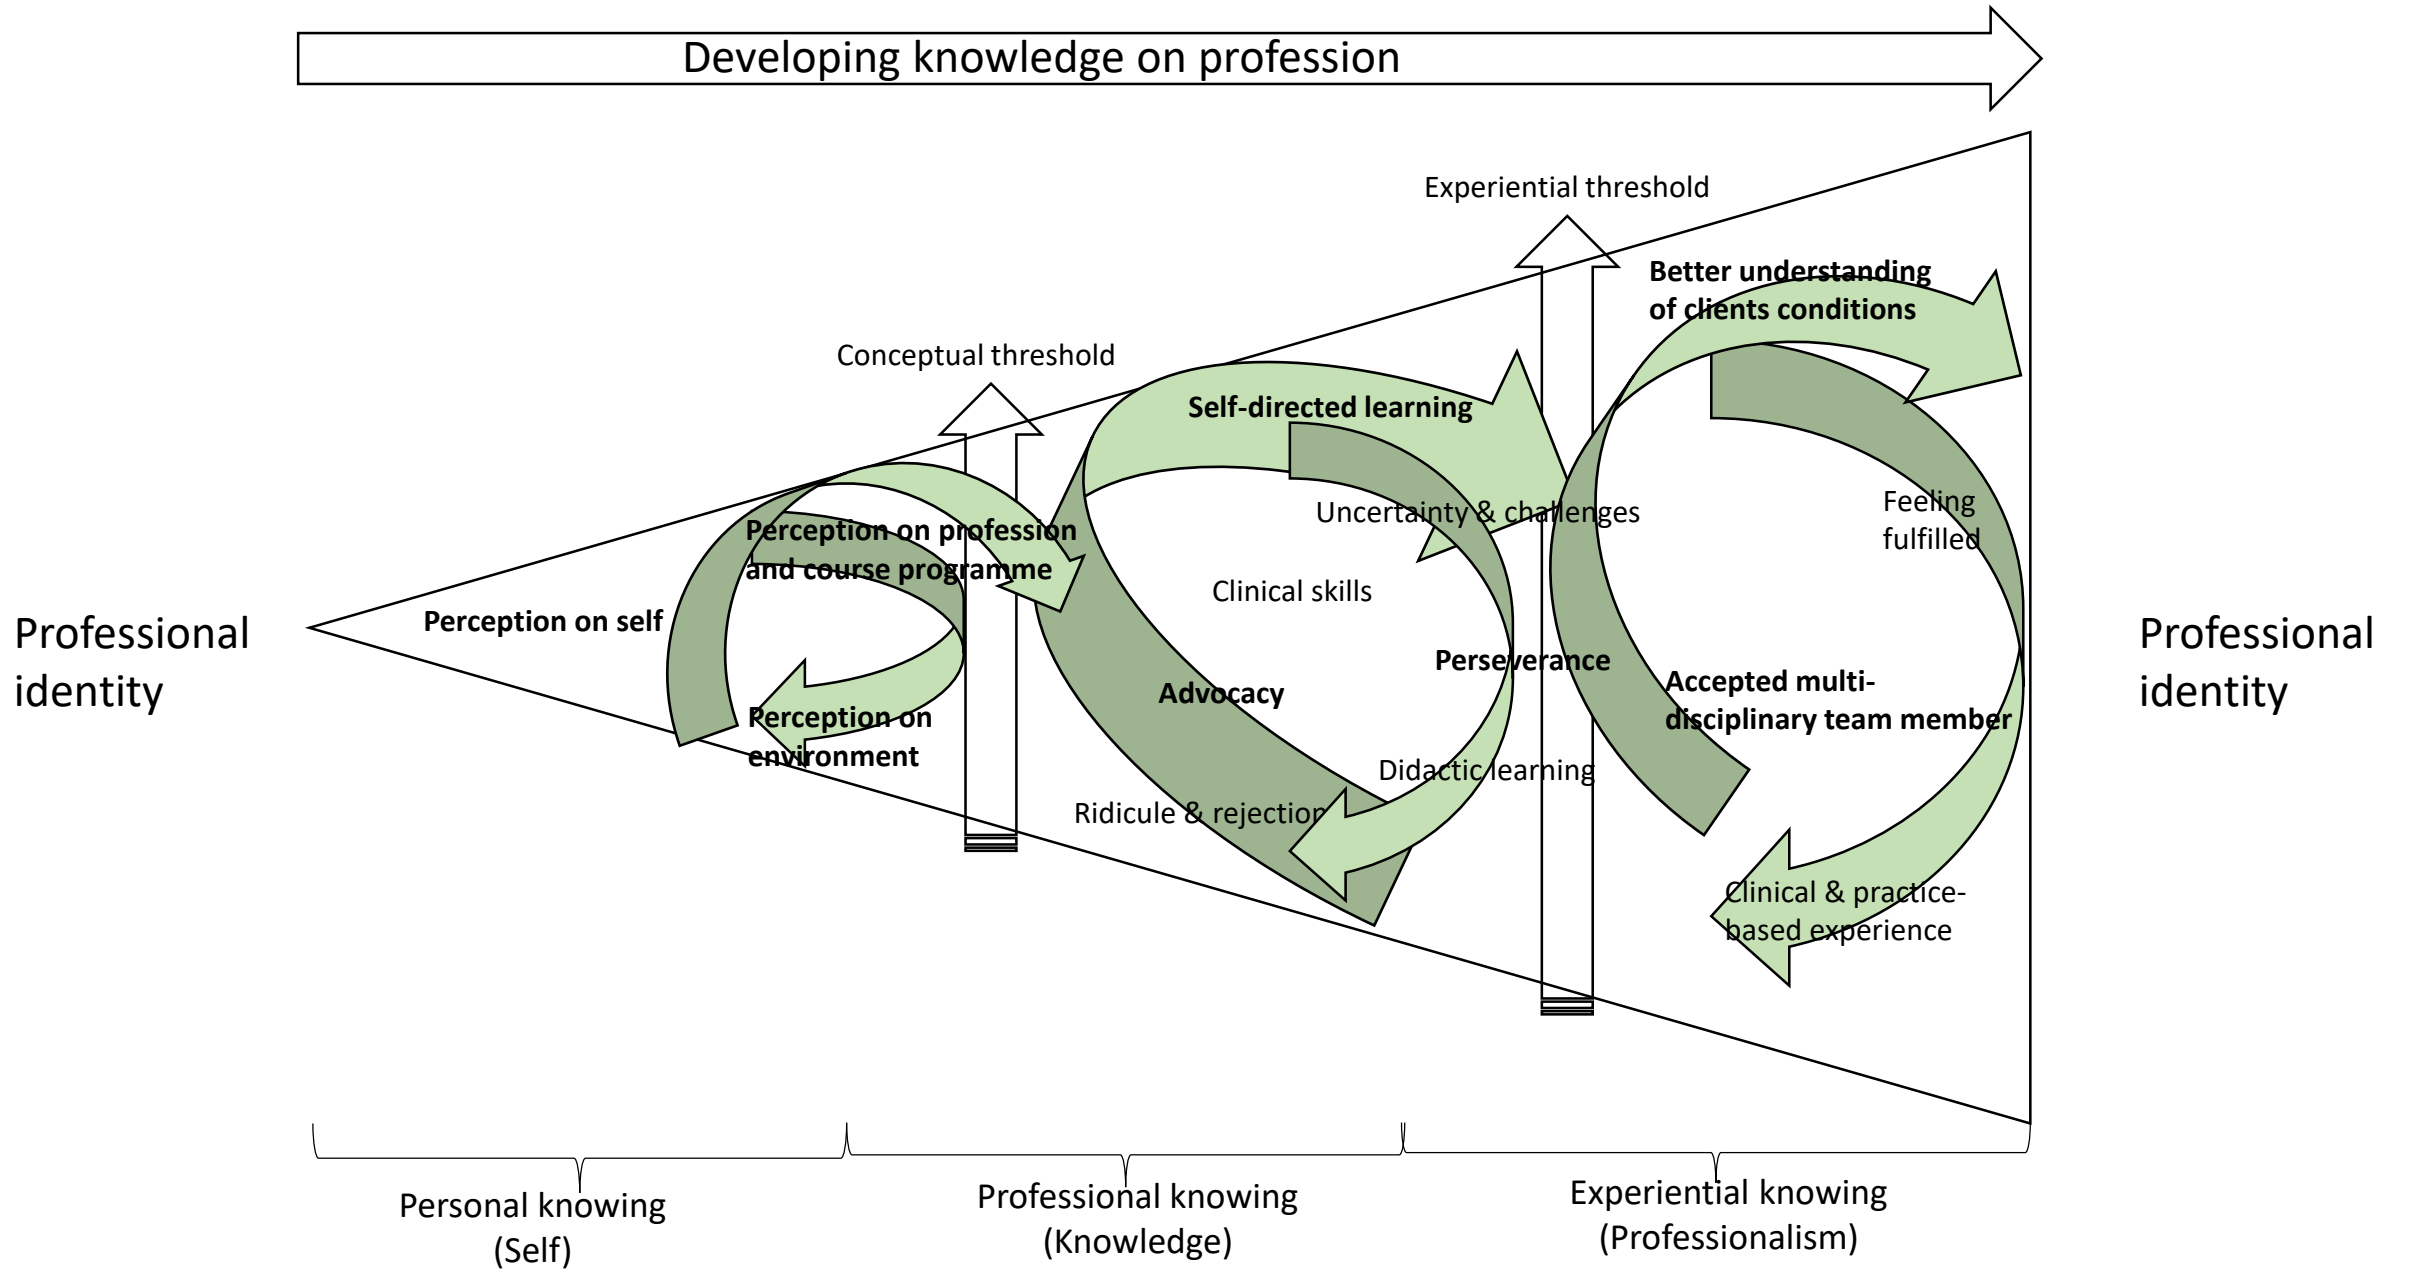 Developing knowledge on profession
Experiential threshold
Better understanding
of clients conditions
Conceptual threshold
Self-directed learning
Feeling
fulfilled
Uncertainty & challenges
Perception on profession
and course programme
Clinical skills
Perception on self
Professional
identity
Professional
identity
Perseverance
Advocacy
Accepted multi-
disciplinary team member
Perception on
environment
Didactic learning
Ridicule & rejection
Clinical & practice-
based experience
Personal knowing
(Self)
Professional knowing
(Knowledge)
Experiential knowing
(Professionalism)